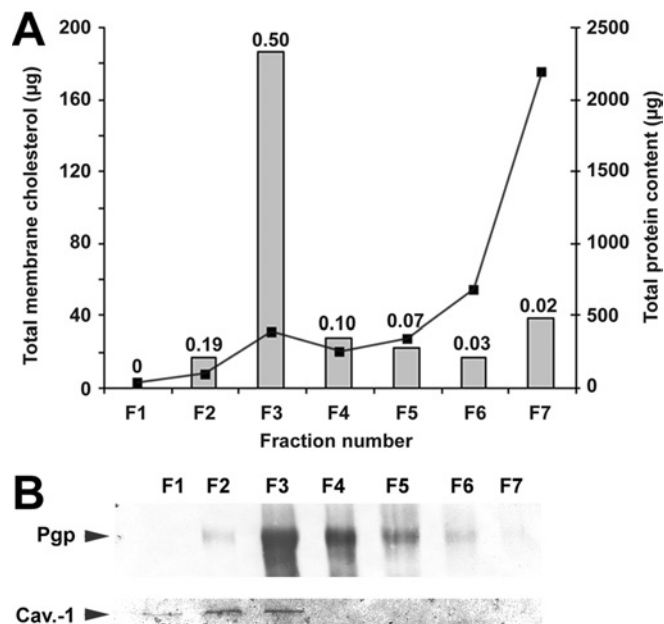 A
200
160
120
80
40
0
Total membrane cholesterol (µg)
0
0.19
0.50
0.10
0.07
0.03
0.02
2500
2000
1500
1000
500
0
Total protein content (µg)
F1 F2 F3 F4 F5 F6 F7
Fraction number
B
F1 F2 F3 F4 F5 F6 F7
Pgp
Cav.-1